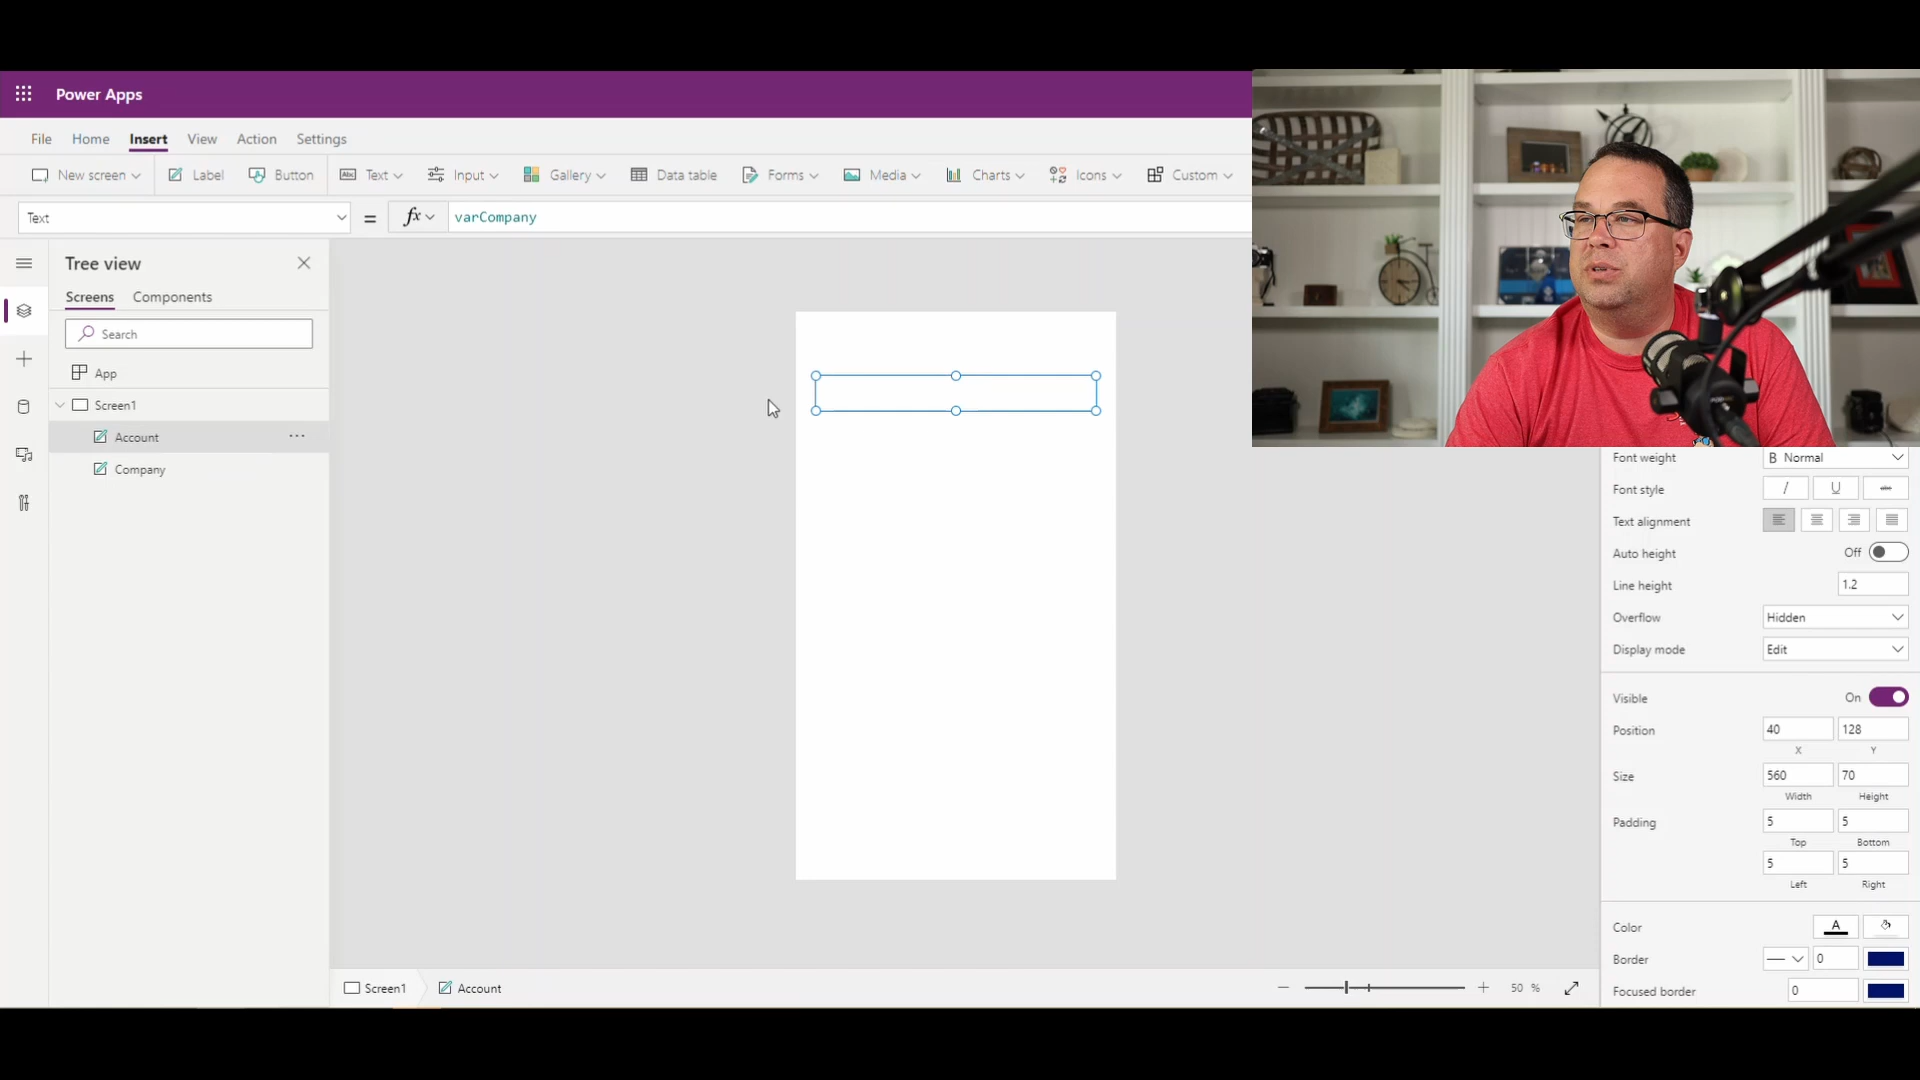 Power Apps
File Home Insert View Action Settings
New screen Label Button Text Input Gallery Data table Forms Media Charts Icons Custom
Text = fx varCompany
Tree view
Screens Components
Search
App
Screen1
Account ...
Company
Font weight B Normal
Font style / U abc
Text alignment
Auto height Off
Line height 1.2
Overflow Hidden
Display mode Edit
Visible On
Position 40 128
X Y
Size 560 70
Width Height
Padding 5 5
Top Bottom
5 5
Left Right
Color A
Border 0
Focused border 0
Screen1 Account 50 %